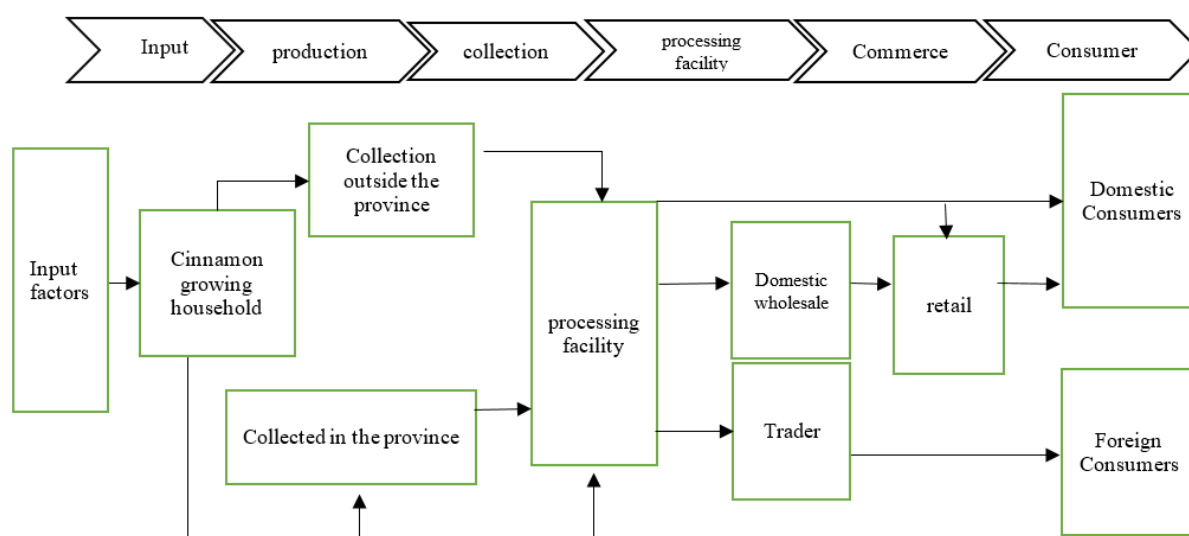 Input
production
collection
processing
facility
Commerce
Consumer
Collection
outside the
province
Domestic
Consumers
Input
factors
Cinnamon
growing
household
processing
facility
Domestic
wholesale
retail
Collected in the province
Trader
Foreign
Consumers